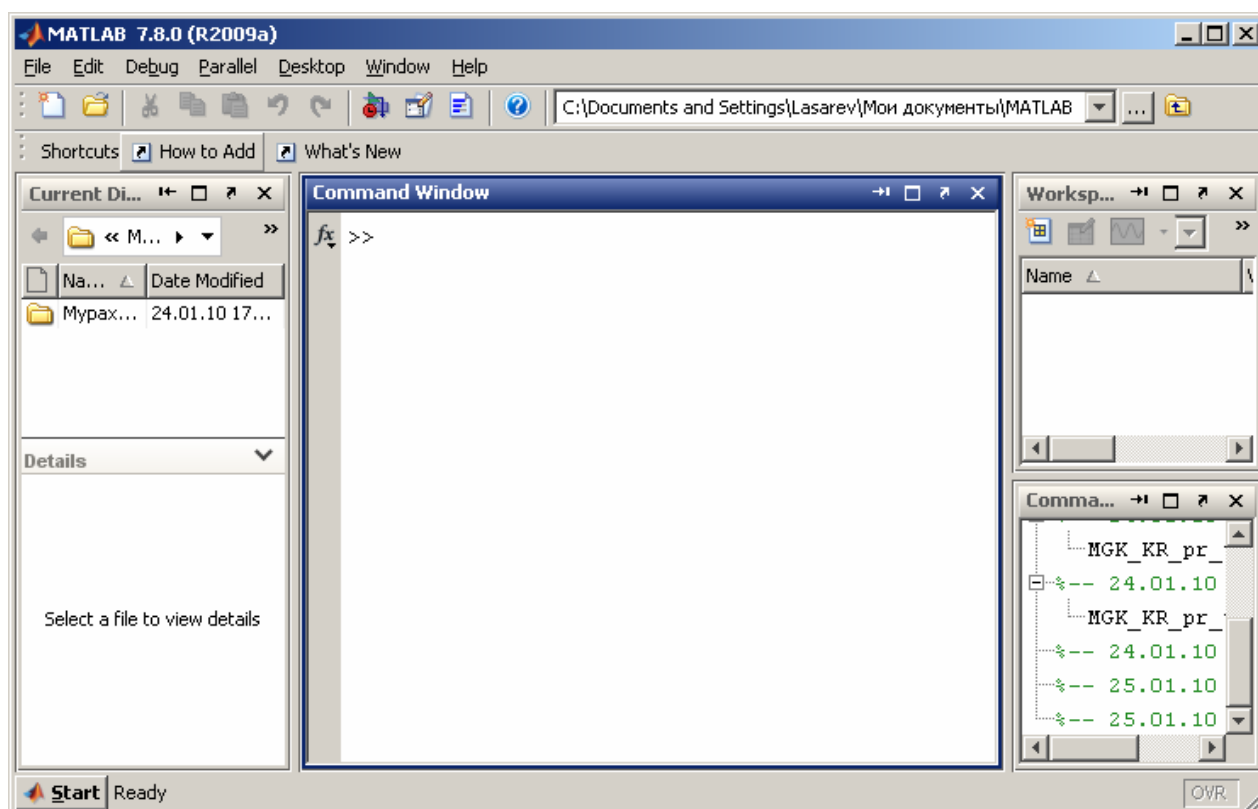 MATLAB 7.8.0 (R2009a)
File Edit Debug Parallel Desktop Window Help
C:\Documents and Settings\Lasarev\Мои документы\MATLAB ...
Shortcuts How to Add What's New
Current Di...
« M...
Na... Date Modified
Мурах... 24.01.10 17...
Details
Select a file to view details
Command Window
fx >>
Worksp...
Name
Comma...
MGK_KR_pr_
%-- 24.01.10
MGK_KR_pr_
%-- 24.01.10
%-- 25.01.10
%-- 25.01.10
Start Ready
OVR